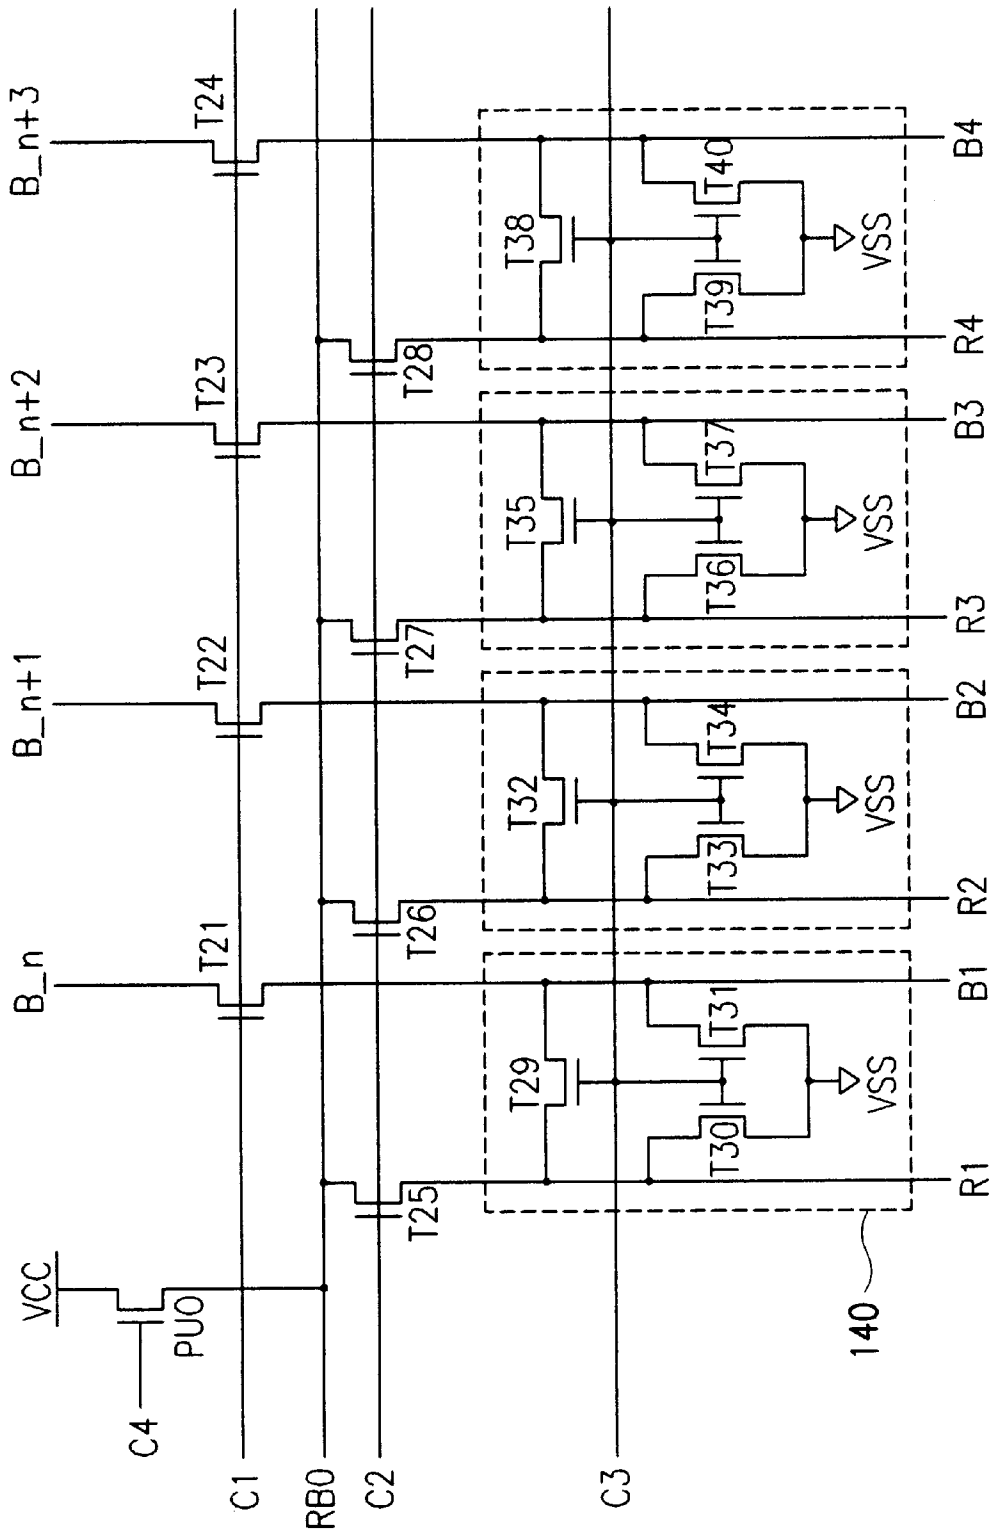 B_n
B_n+1
B_n+2
B_n+3
VCC
C4
PU0
T21
T22
T23
T24
C1
RB0
C2
T25
T26
T27
T28
C3
T29
T32
T35
T38
T30
T31
T33
T34
T36
T37
T39
T40
VSS
VSS
VSS
VSS
140
R1
B1
R2
B2
R3
B3
R4
B4